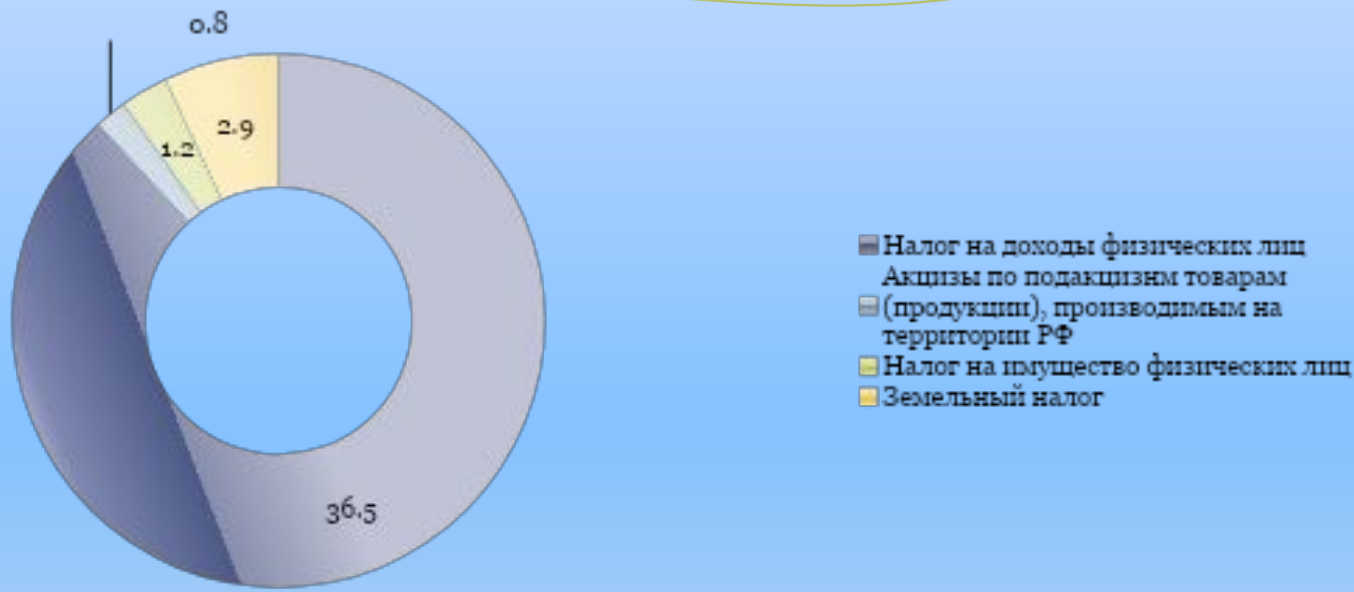 0.8
2.9
1.2
36.5
Налог на доходы физических лиц
Акцизы по подакцизнм товарам
(продукции), производимым на
территории РФ
Налог на имущество физических лиц
Земельный налог